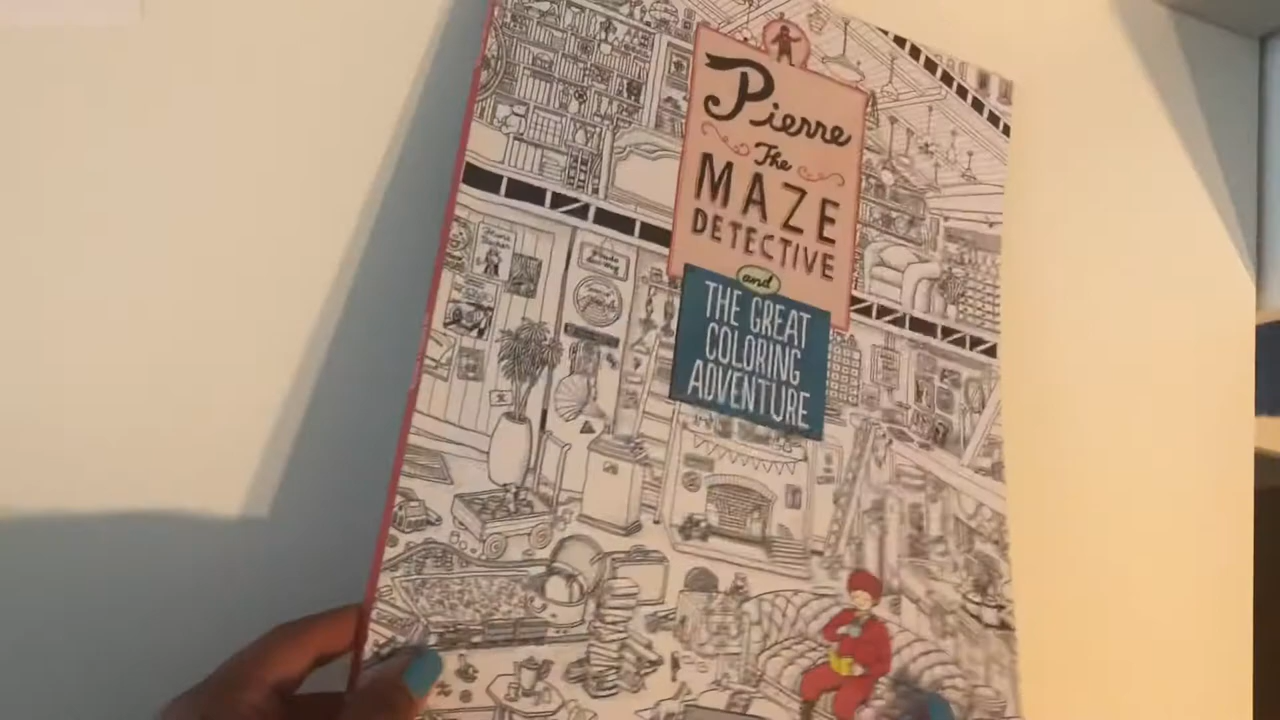 Pierre
The
MAZE
DETECTIVE
and
THE GREAT
COLORING
ADVENTURE